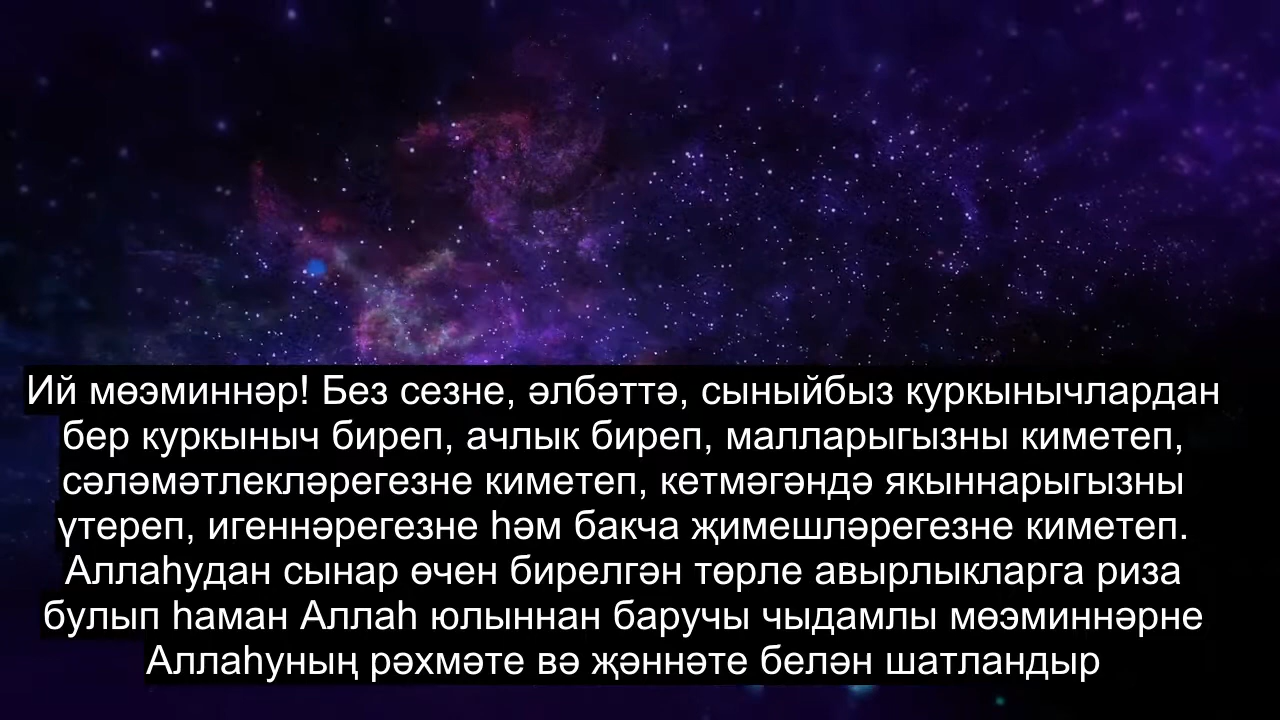 Ий мөэминнәр! Без сезне, әлбәттә, сыныйбыз куркынычлардан
бер куркыныч биреп, ачлык биреп, малларыгызны киметеп,
сәләмәтлекләрегезне киметеп, кетмәгәндә якыннарыгызны
үтереп, игеннәрегезне һәм бакча җимешләрегезне киметеп.
Аллаһудан сынар өчен бирелгән төрле авырлыкларга риза
булып һаман Аллаһ юлыннан баручы чыдамлы мөэминнәрне
Аллаһуның рәхмәте вә җәннәте белән шатландыр